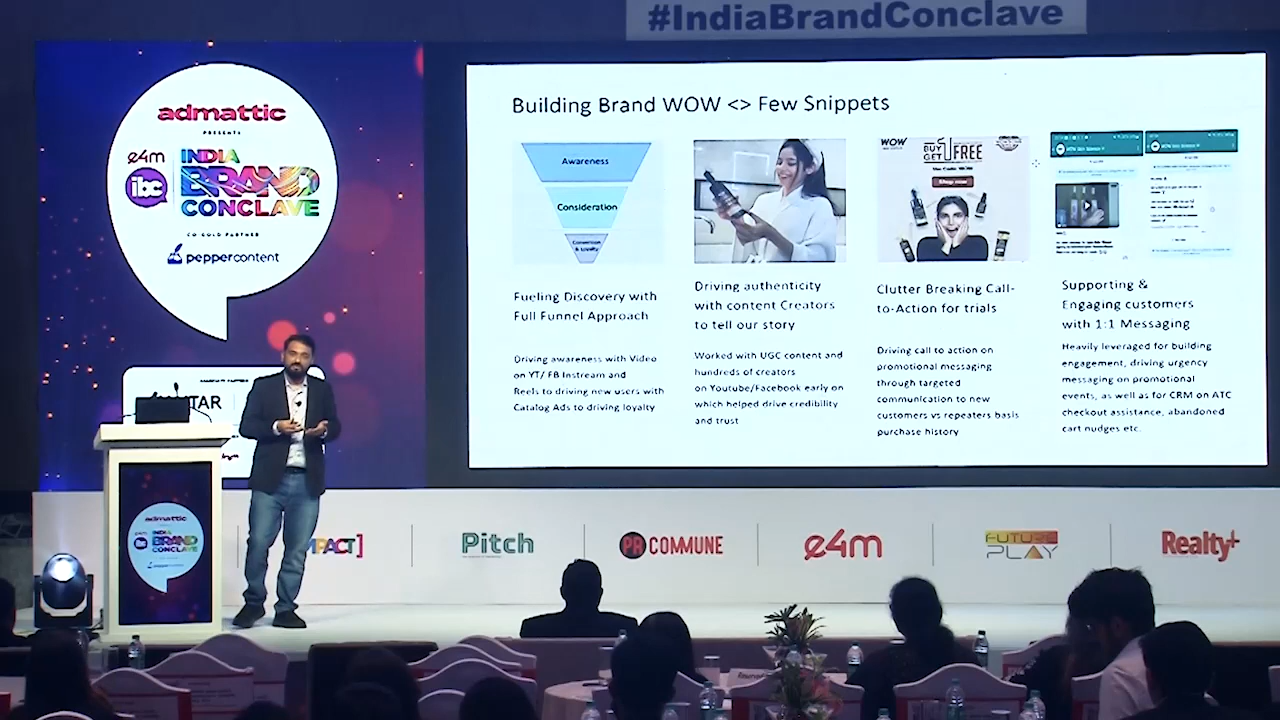 #IndiaBrandConclave
admattic
PRESENTS
e4m
ibc
INDIA
BRAND
CONCLAVE
CO-GOLD PARTNER
peppercontent
Building Brand WOW <> Few Snippets
Awareness
Consideration
Conversion
& Loyalty
Fueling Discovery with
Full Funnel Approach
Driving awareness with Video
on YT/ FB Instream and
Reels to driving new users with
Catalog Ads to driving loyalty
Driving authenticity
with content Creators
to tell our story
Worked with UGC content and
hundreds of creators
on Youtube/Facebook early on
which helped drive credibility
and trust
WOW
BUY 1
GET 1 FREE
Shop now
Clutter Breaking Call-
to-Action for trials
Driving call to action on
promotional messaging
through targeted
communication to new
customers vs repeaters basis
purchase history
Supporting &
Engaging customers
with 1:1 Messaging
Heavily leveraged for building
engagement, driving urgency
messaging on promotional
events, as well as for CRM on ATC
checkout assistance, abandoned
cart nudges etc.
TAR
admattic
INDIA
BRAND
CONCLAVE
PACT]
Pitch
PR COMMUNE
e4m
FUTURE
PLAY
Realty+